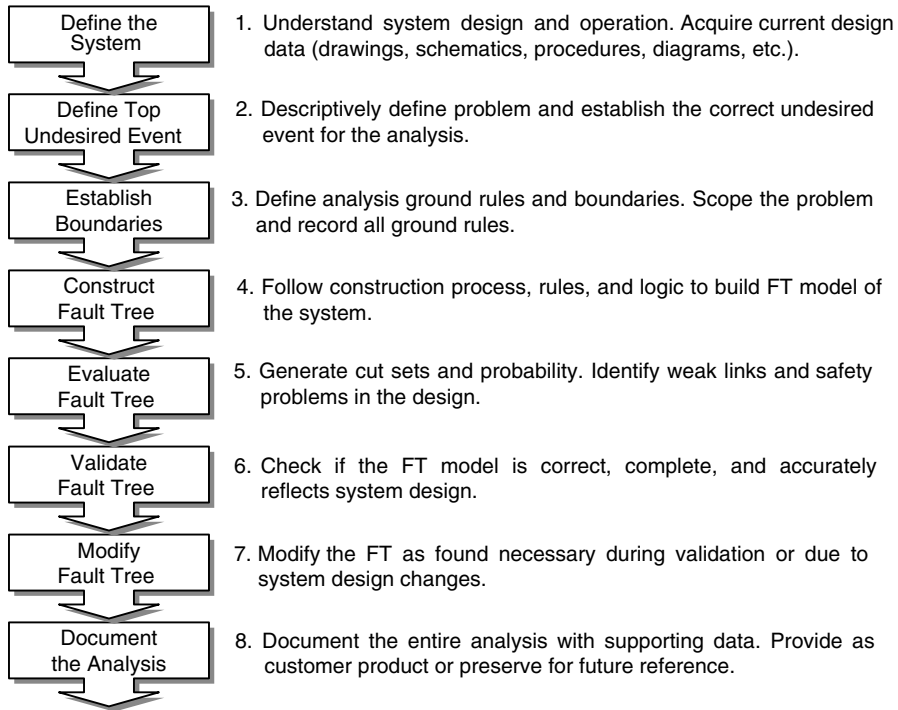 Define the
System
1. Understand system design and operation. Acquire current design
data (drawings, schematics, procedures, diagrams, etc.).
Define Top
Undesired Event
2. Descriptively define problem and establish the correct undesired
event for the analysis.
Establish
Boundaries
3. Define analysis ground rules and boundaries. Scope the problem
and record all ground rules.
Construct
Fault Tree
4. Follow construction process, rules, and logic to build FT model of
the system.
Evaluate
Fault Tree
5. Generate cut sets and probability. Identify weak links and safety
problems in the design.
Validate
Fault Tree
6. Check if the FT model is correct, complete, and accurately
reflects system design.
Modify
Fault Tree
7. Modify the FT as found necessary during validation or due to
system design changes.
Document
the Analysis
8. Document the entire analysis with supporting data. Provide as
customer product or preserve for future reference.